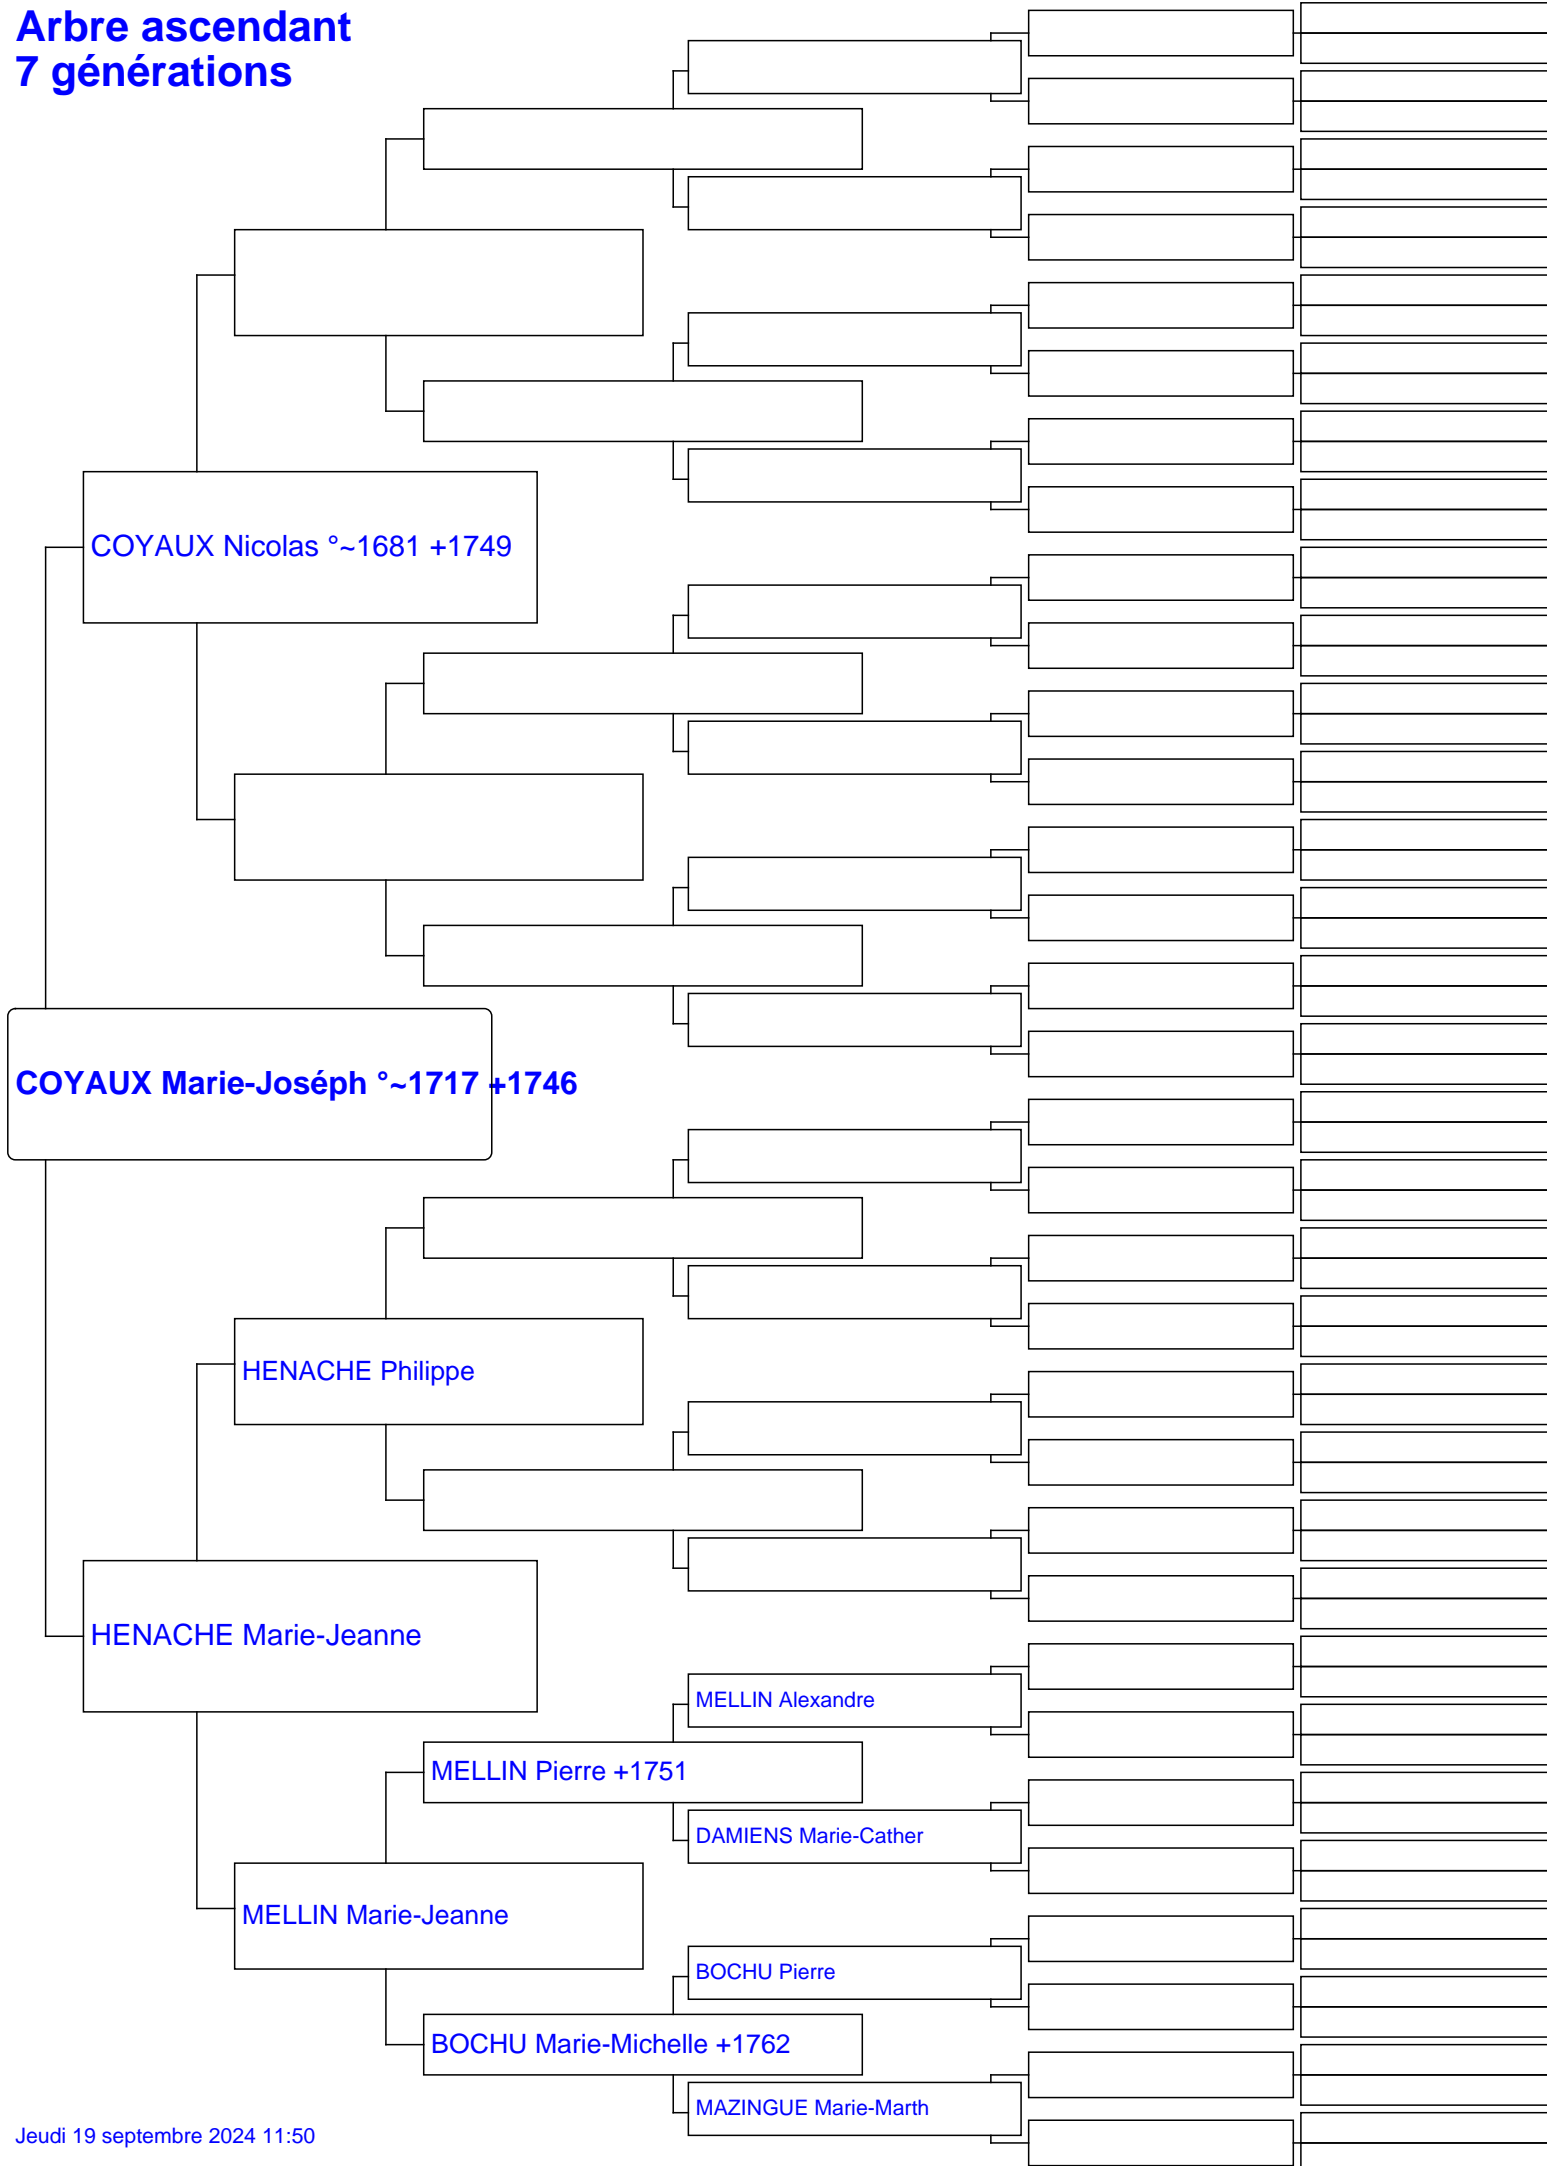 Arbre ascendant
7 générations
COYAUX Nicolas °~1681 +1749
COYAUX Marie-Joséph °~1717 +1746
HENACHE Philippe
HENACHE Marie-Jeanne
MELLIN Alexandre
MELLIN Pierre +1751
DAMIENS Marie-Cather
MELLIN Marie-Jeanne
BOCHU Pierre
BOCHU Marie-Michelle +1762
MAZINGUE Marie-Marth
Jeudi 19 septembre 2024 11:50